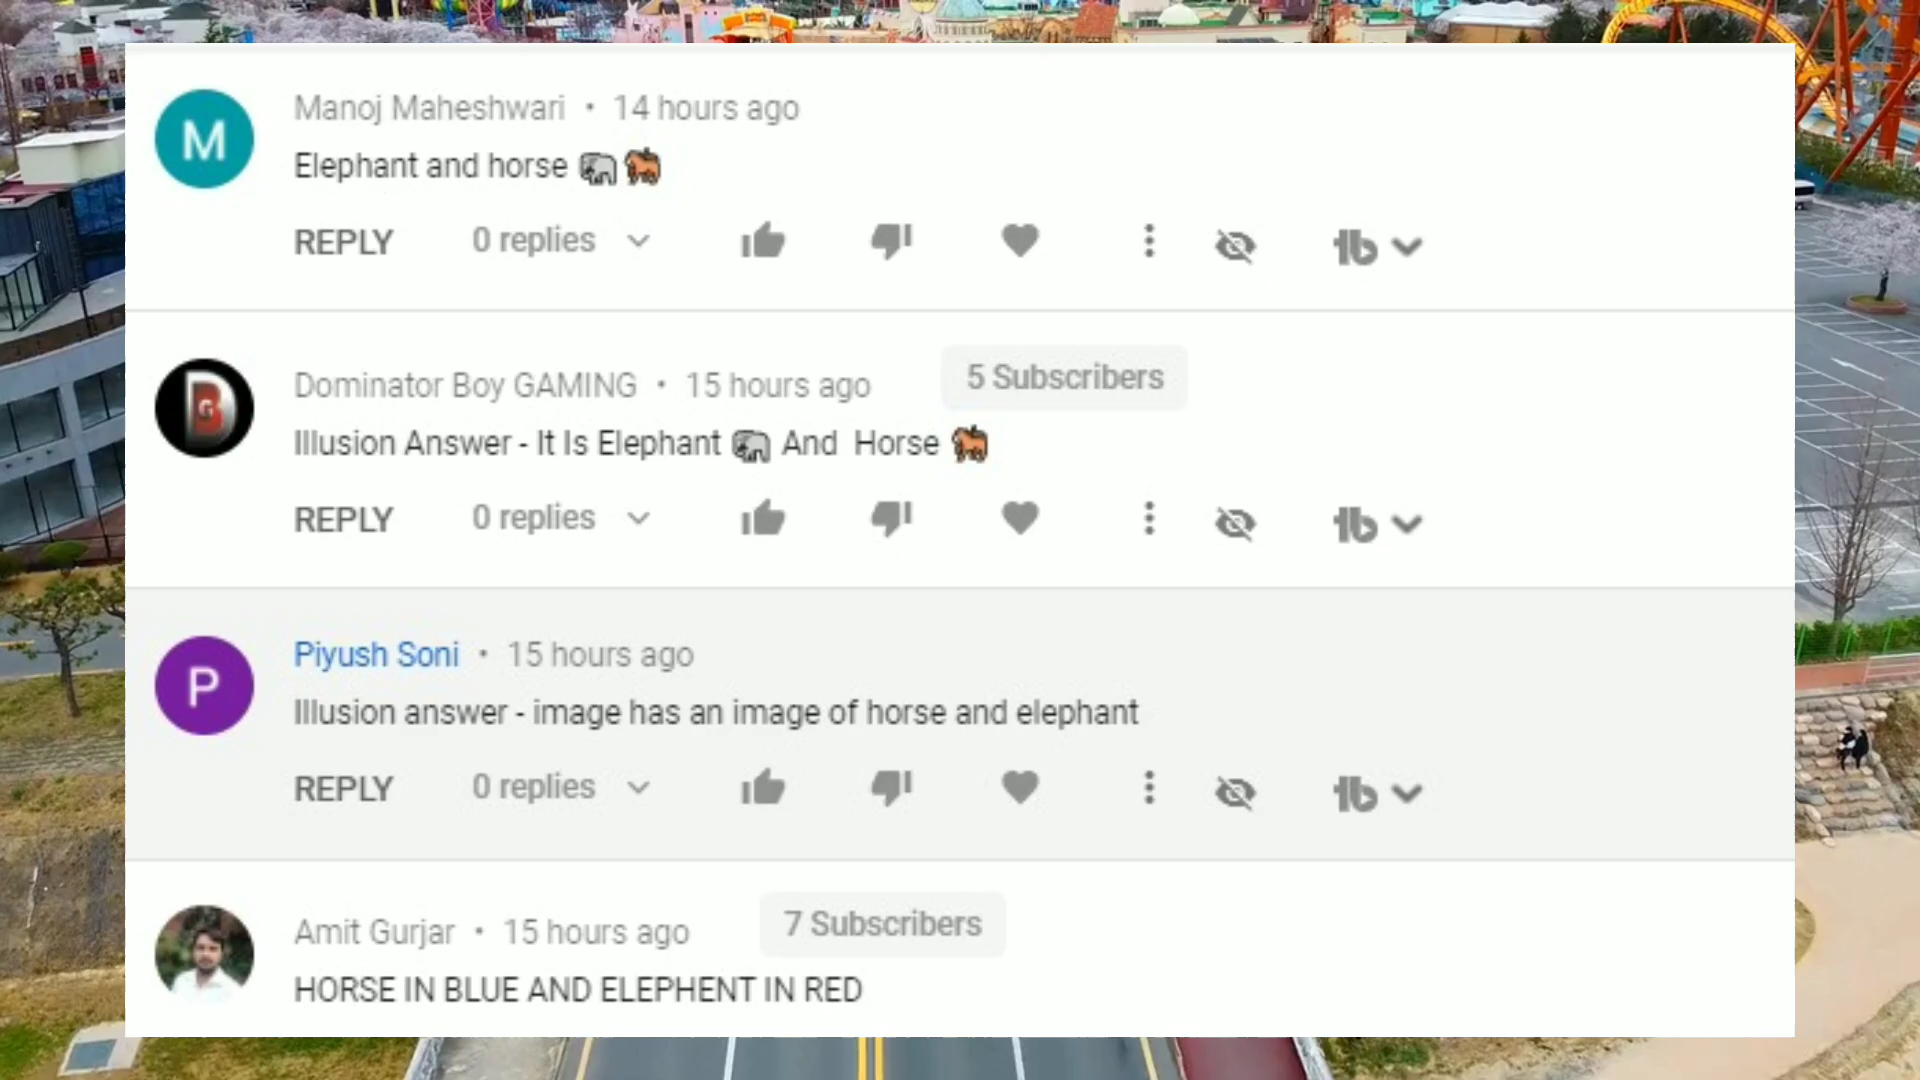 M
Manoj Maheshwari • 14 hours ago
Elephant and horse 🐘🐎
REPLY 0 replies
Dominator Boy GAMING • 15 hours ago 5 Subscribers
Illusion Answer - It Is Elephant 🐘 And Horse 🐎
REPLY 0 replies
P
Piyush Soni • 15 hours ago
Illusion answer - image has an image of horse and elephant
REPLY 0 replies
Amit Gurjar • 15 hours ago 7 Subscribers
HORSE IN BLUE AND ELEPHENT IN RED